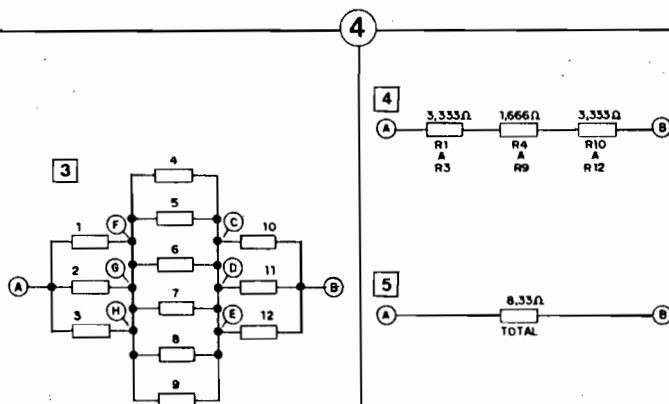 4
3
4
5
F
C
1
10
6
G
D
A
2
11
B
7
H
E
3
12
8
9
4
3,333Ω 1,666Ω 3,333Ω
A B
R1 R4 R10
A A A
R3 R9 R12
5
8,33Ω
A B
TOTAL